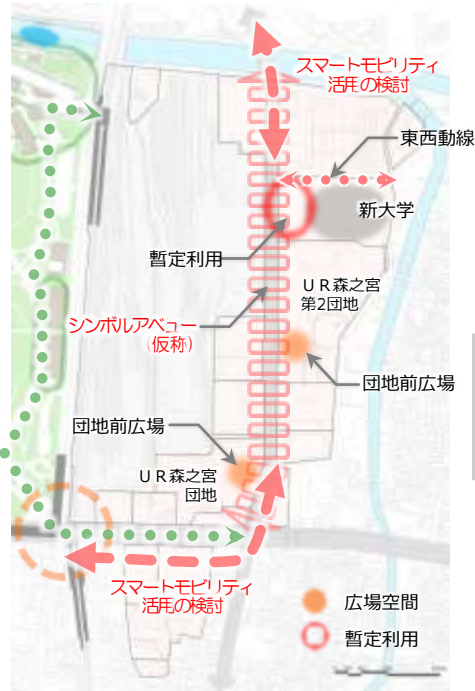 スマートモビリティ
活用の検討
東西動線
新大学
暫定利用
ＵＲ森之宮
第2団地
シンボルアベュー
(仮称)
団地前広場
団地前広場
ＵＲ森之宮
団地
スマートモビリティ
活用の検討
広場空間
暫定利用